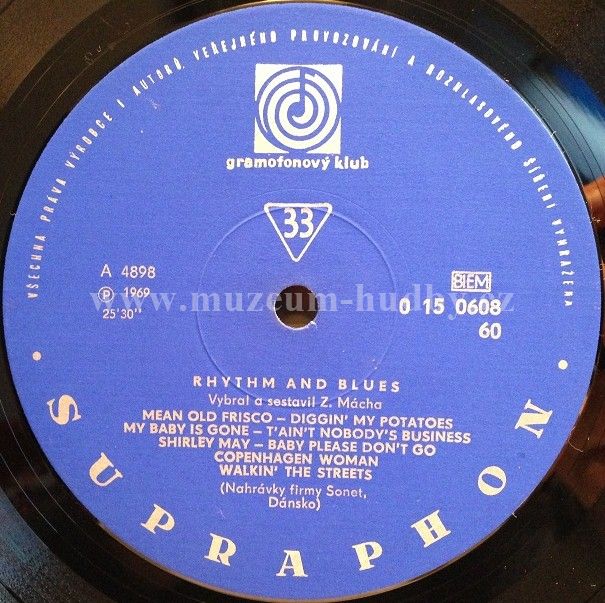 VŠECHNA PRÁVA VÝROBCE I AUTORŮ, VEŘEJNÉHO PROVOZOVÁNÍ A ROZHLASOVÉHO ŠÍŘENÍ VYHRAŽENA
gramofonový klub
33
A 4898
Ⓟ 1969
25'30''
BIEM
0 15 0608
60
www.muzeum-hudby.cz
RHYTHM AND BLUES
Vybral a sestavil Z. Mácha
MEAN OLD FRISCO – DIGGIN' MY POTATOES
MY BABY IS GONE – T'AIN'T NOBODY'S BUSINESS
SHIRLEY MAY – BABY PLEASE DON'T GO
COPENHAGEN WOMAN
WALKIN' THE STREETS
(Nahrávky firmy Sonet,
Dánsko)
• SUPRAPHON •